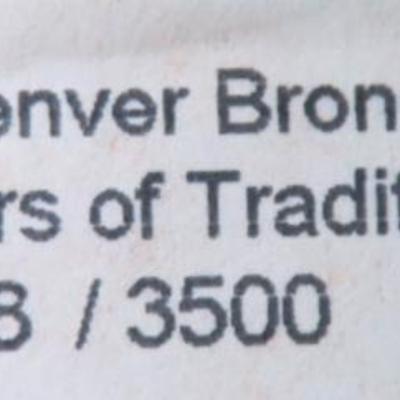 enver Bron
rs of Tradit
8 / 3500